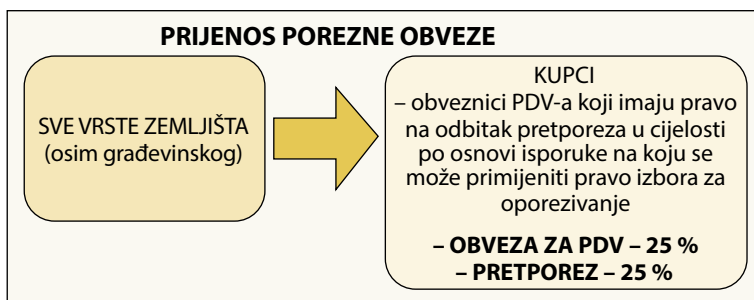 PRIJENOS POREZNE OBVEZE
SVE VRSTE ZEMLJIŠTA
(osim građevinskog)
KUPCI
– obveznici PDV-a koji imaju pravo
na odbitak pretporeza u cijelosti
po osnovi isporuke na koju se
može primijeniti pravo izbora za
oporezivanje
– OBVEZA ZA PDV – 25 %
– PRETPOREZ – 25 %